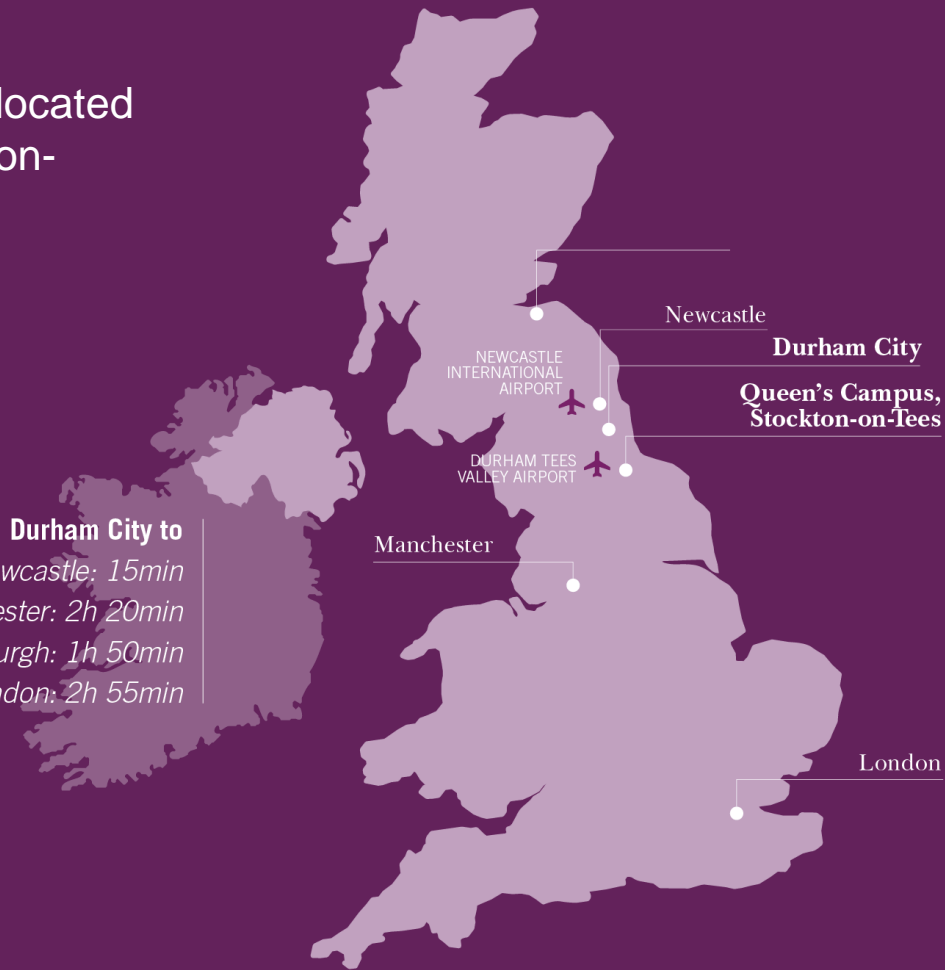 located
on-
Newcastle
NEWCASTLE
INTERNATIONAL
AIRPORT
Durham City
Queen's Campus,
Stockton-on-Tees
DURHAM TEES
VALLEY AIRPORT
Manchester
Durham City to
wcastle: 15min
ester: 2h 20min
urgh: 1h 50min
ndon: 2h 55min
London